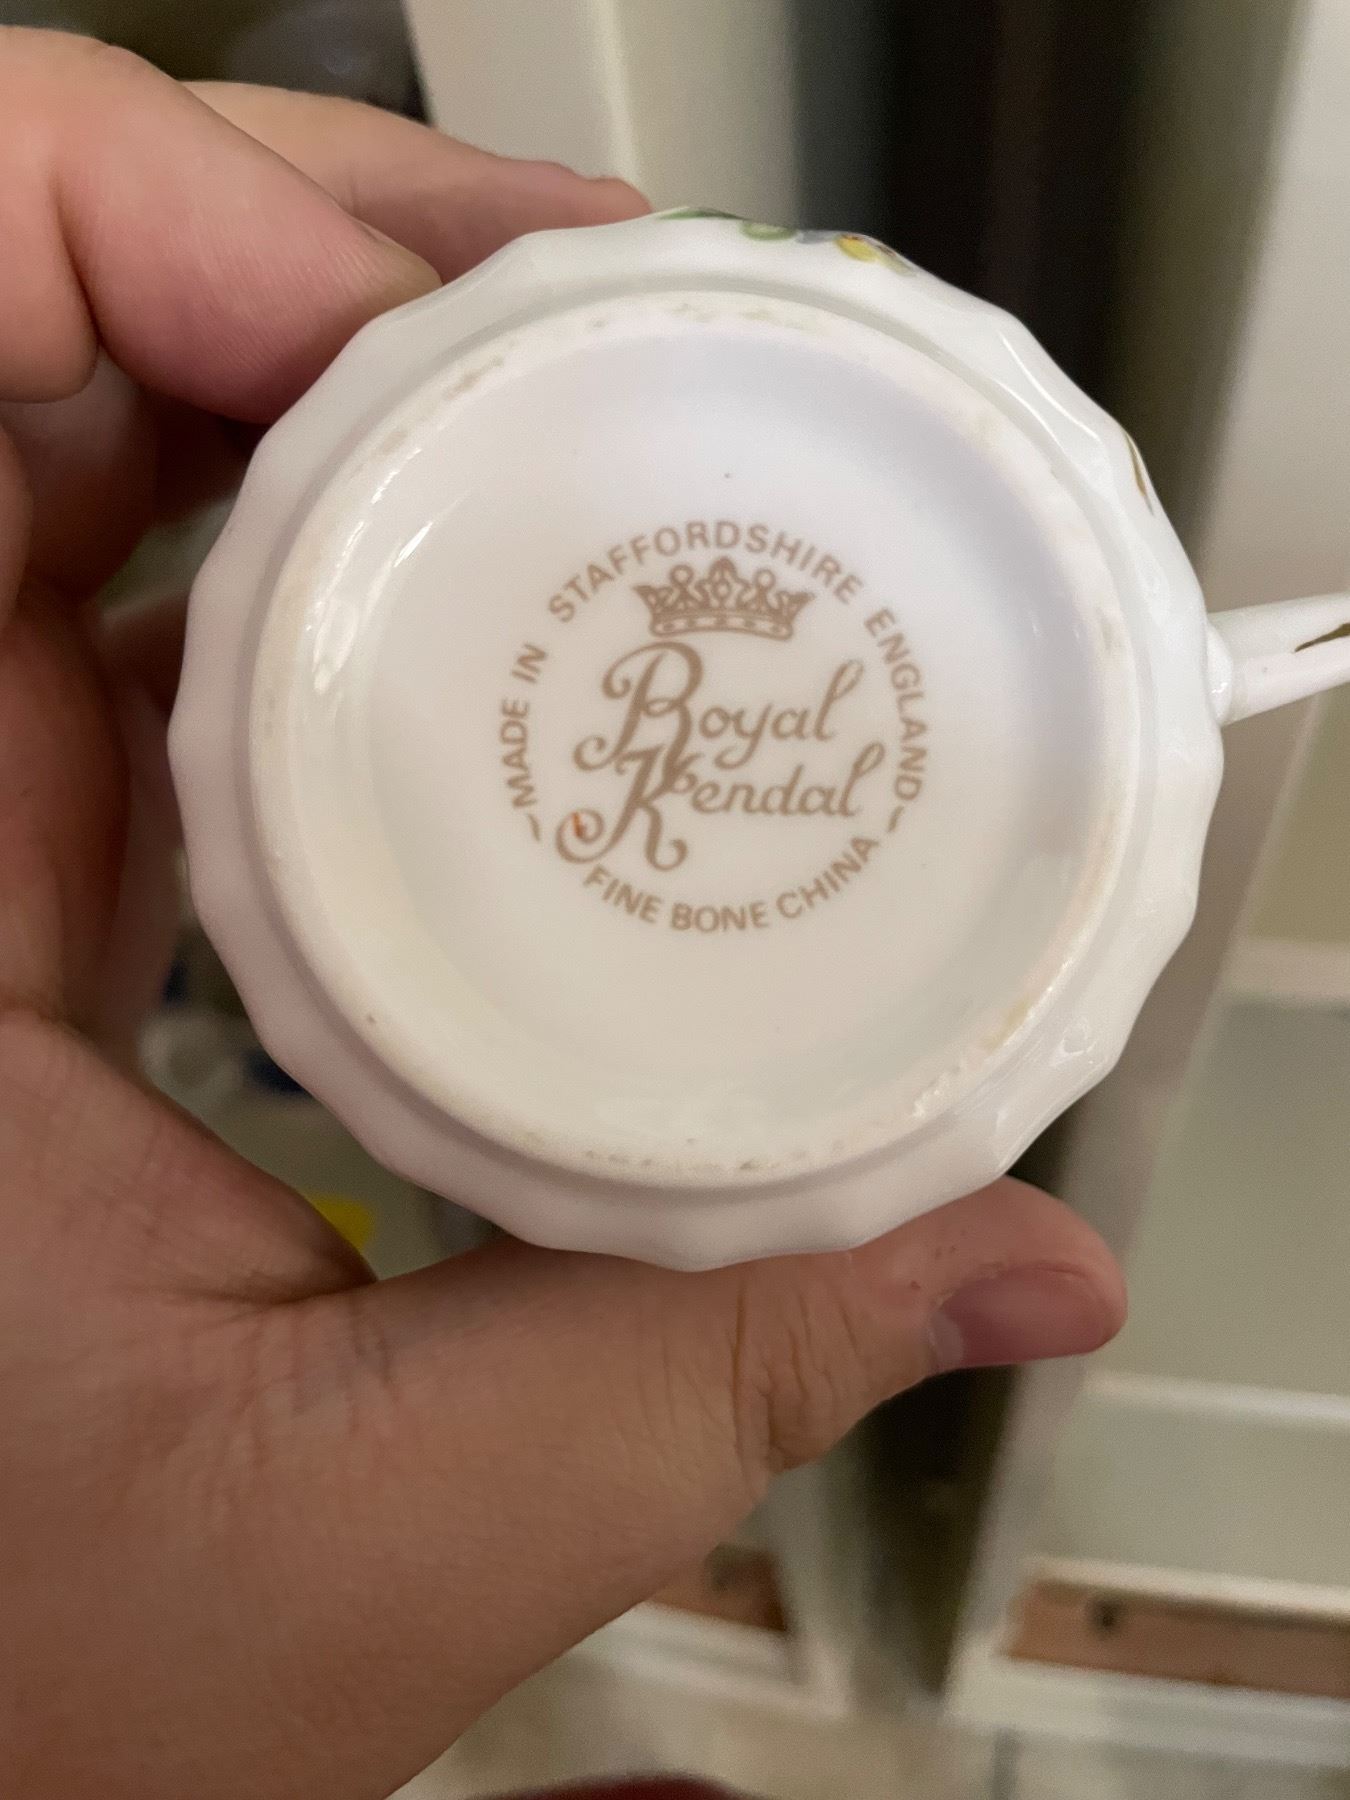 MADE IN STAFFORDSHIRE ENGLAND
Royal
Kendal
FINE BONE CHINA